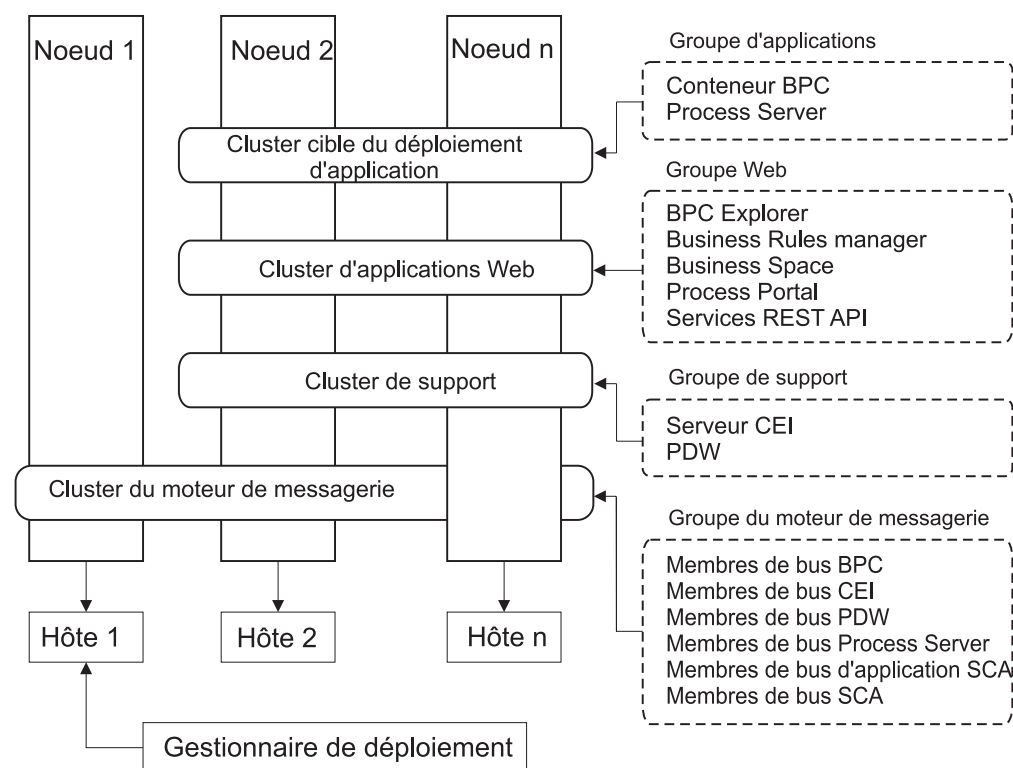 Noeud 1
Noeud 2
Noeud n
Groupe d'applications
Conteneur BPC
Process Server
Cluster cible du déploiement
d'application
Groupe Web
BPC Explorer
Business Rules manager
Business Space
Process Portal
Services REST API
Cluster d'applications Web
Cluster de support
Groupe de support
Serveur CEI
PDW
Cluster du moteur de messagerie
Groupe du moteur de messagerie
Membres de bus BPC
Membres de bus CEI
Membres de bus PDW
Membres de bus Process Server
Membres de bus d'application SCA
Membres de bus SCA
Hôte 1
Hôte 2
Hôte n
Gestionnaire de déploiement